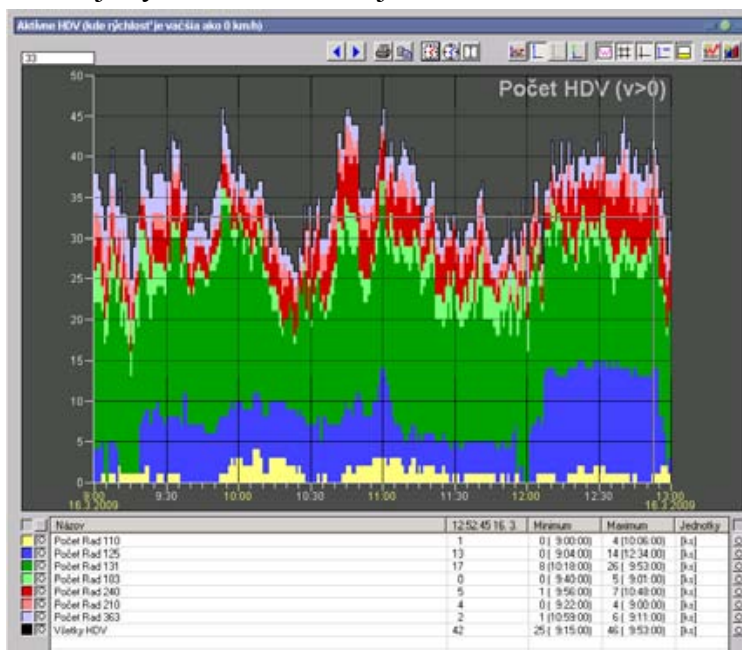 Aktívne HDV (kde rýchlosť je väčšia ako 0 km/h)
33
Počet HDV (v>0)
50
45
40
35
30
25
20
15
10
5
0
9:00 9:30 10:00 10:30 11:00 11:30 12:00 12:30 13:00
16.3.2009 16.3.2009
Názov 12:52:45 16. 3. Minimum Maximum Jednotky
Počet Rad 110 1 0 ( 9:00:00) 4 (10:06:00) [ks]
Počet Rad 125 13 0 ( 9:04:00) 14 (12:34:00) [ks]
Počet Rad 131 17 8 (10:18:00) 26 ( 9:53:00) [ks]
Počet Rad 183 0 0 ( 9:40:00) 5 ( 9:01:00) [ks]
Počet Rad 240 5 1 ( 9:56:00) 7 (10:48:00) [ks]
Počet Rad 210 4 0 ( 9:22:00) 4 ( 9:00:00) [ks]
Počet Rad 363 2 1 (10:59:00) 6 ( 9:11:00) [ks]
Všetky HDV 42 25 ( 9:15:00) 46 ( 9:53:00) [ks]